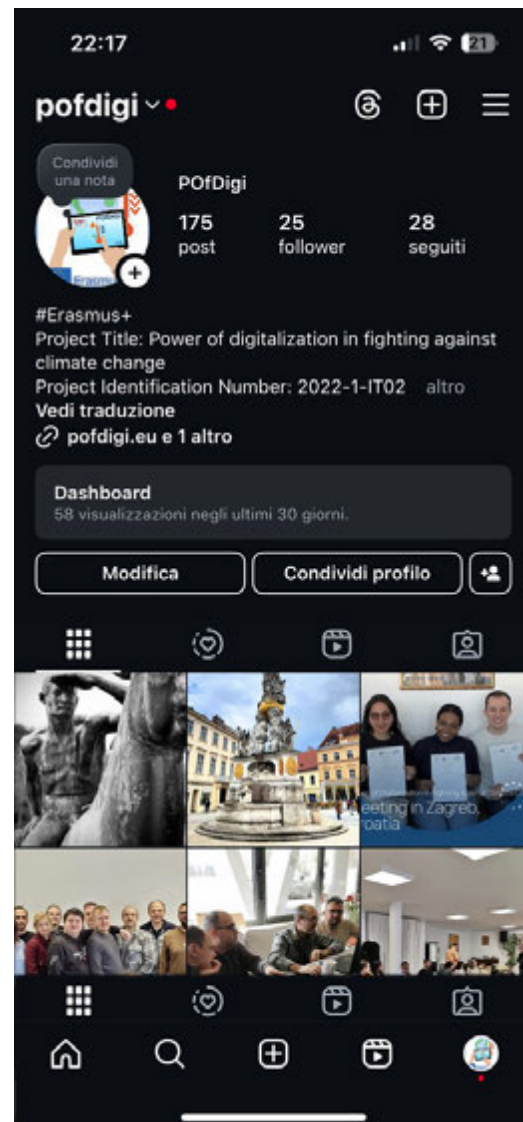 22:17
21
pofdigi
Condividi
una nota
POfDigi
175 25 28
post follower seguiti
Erasmu
#Erasmus+
Project Title: Power of digitalization in fighting against
climate change
Project Identification Number: 2022-1-IT02 altro
Vedi traduzione
pofdigi.eu e 1 altro
Dashboard
58 visualizzazioni negli ultimi 30 giorni.
Modifica Condividi profilo
eeting in Zagreb,
roatia